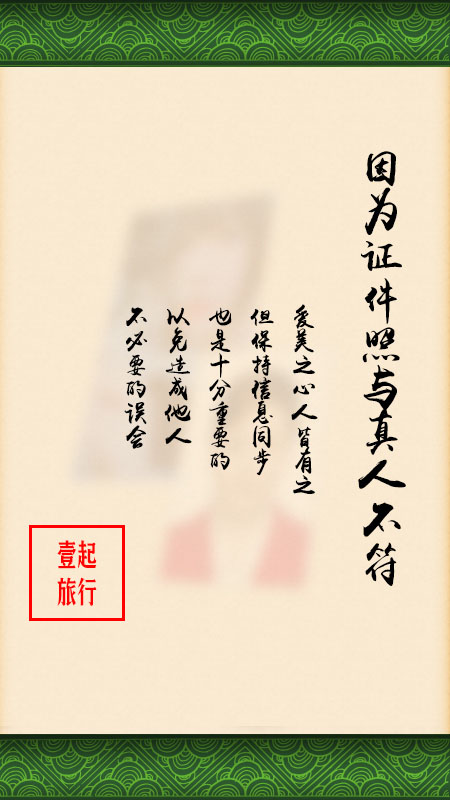 因为证件照与真人不符
爱美之心人皆有之
但保持信息同步
也是十分重要的
以免造成他人
不必要的误会
壹起
旅行